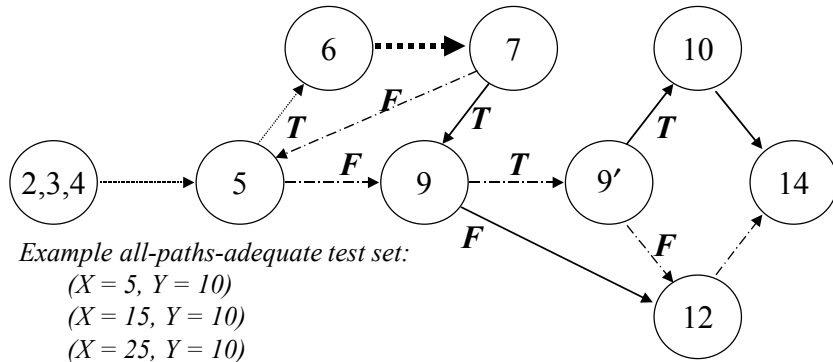 6
7
10
F
T
T
T
2,3,4
5
F
9
T
9′
14
F
F
Example all-paths-adequate test set:
(X = 5, Y = 10)
(X = 15, Y = 10)
(X = 25, Y = 10)
12